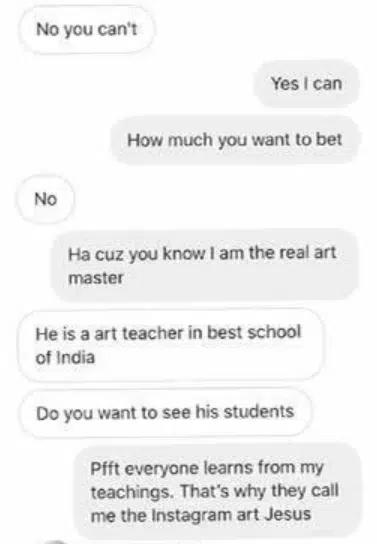 No you can't
Yes I can
How much you want to bet
No
Ha cuz you know I am the real art
master
He is a art teacher in best school
of India
Do you want to see his students
Pfft everyone learns from my
teachings. That's why they call
me the Instagram art Jesus